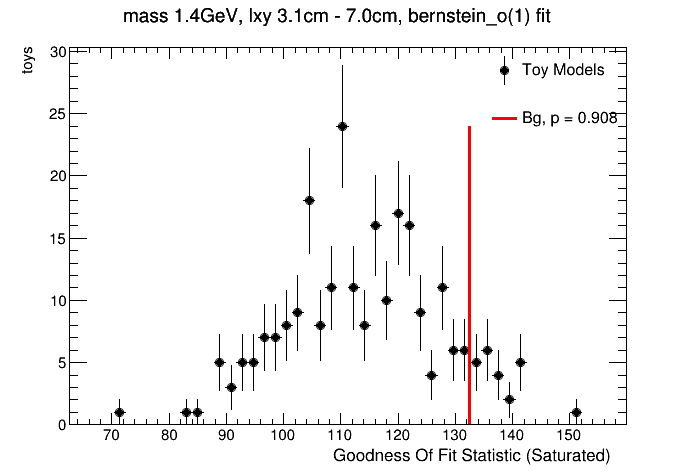 mass 1.4GeV, lxy 3.1cm - 7.0cm, bernstein_o(1) fit
toys
30
25
20
15
10
5
0
Toy Models
Bg, p = 0.908
70 80 90 100 110 120 130 140 150
Goodness Of Fit Statistic (Saturated)